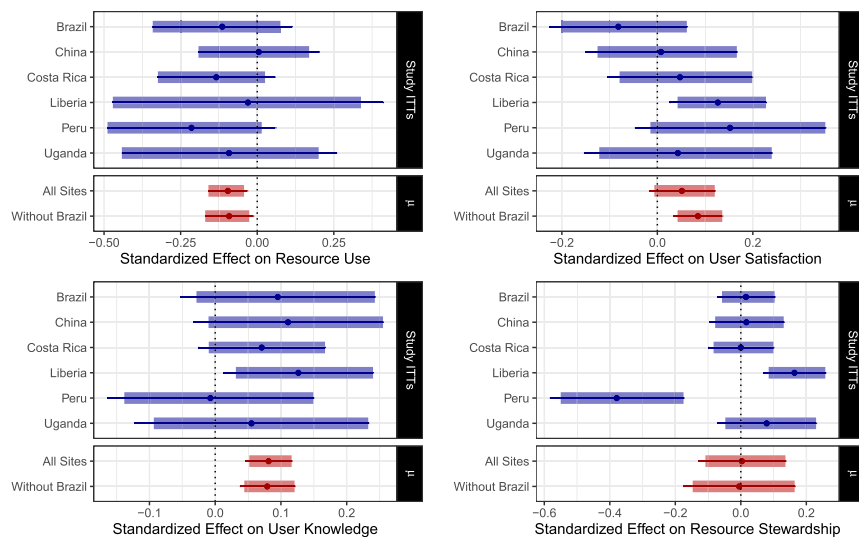 Brazil
China
Costa Rica
Liberia
Peru
Uganda
Study ITTs
All Sites
Without Brazil
μ
−0.50 −0.25 0.00 0.25
Standardized Effect on Resource Use
Brazil
China
Costa Rica
Liberia
Peru
Uganda
Study ITTs
All Sites
Without Brazil
μ
−0.2 0.0 0.2
Standardized Effect on User Satisfaction
Brazil
China
Costa Rica
Liberia
Peru
Uganda
Study ITTs
All Sites
Without Brazil
μ
−0.1 0.0 0.1 0.2
Standardized Effect on User Knowledge
Brazil
China
Costa Rica
Liberia
Peru
Uganda
Study ITTs
All Sites
Without Brazil
μ
−0.6 −0.4 −0.2 0.0 0.2
Standardized Effect on Resource Stewardship